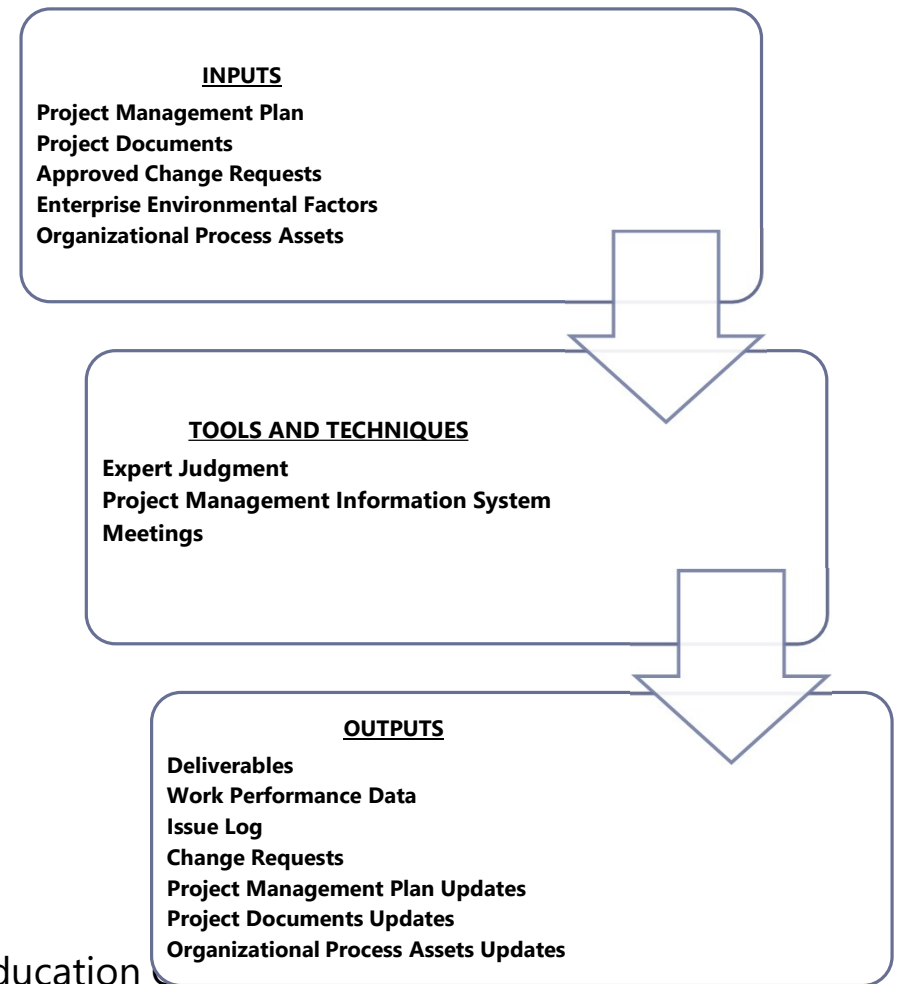 INPUTS
Project Management Plan
Project Documents
Approved Change Requests
Enterprise Environmental Factors
Organizational Process Assets
TOOLS AND TECHNIQUES
Expert Judgment
Project Management Information System
Meetings
OUTPUTS
Deliverables
Work Performance Data
Issue Log
Change Requests
Project Management Plan Updates
Project Documents Updates
Organizational Process Assets Updates